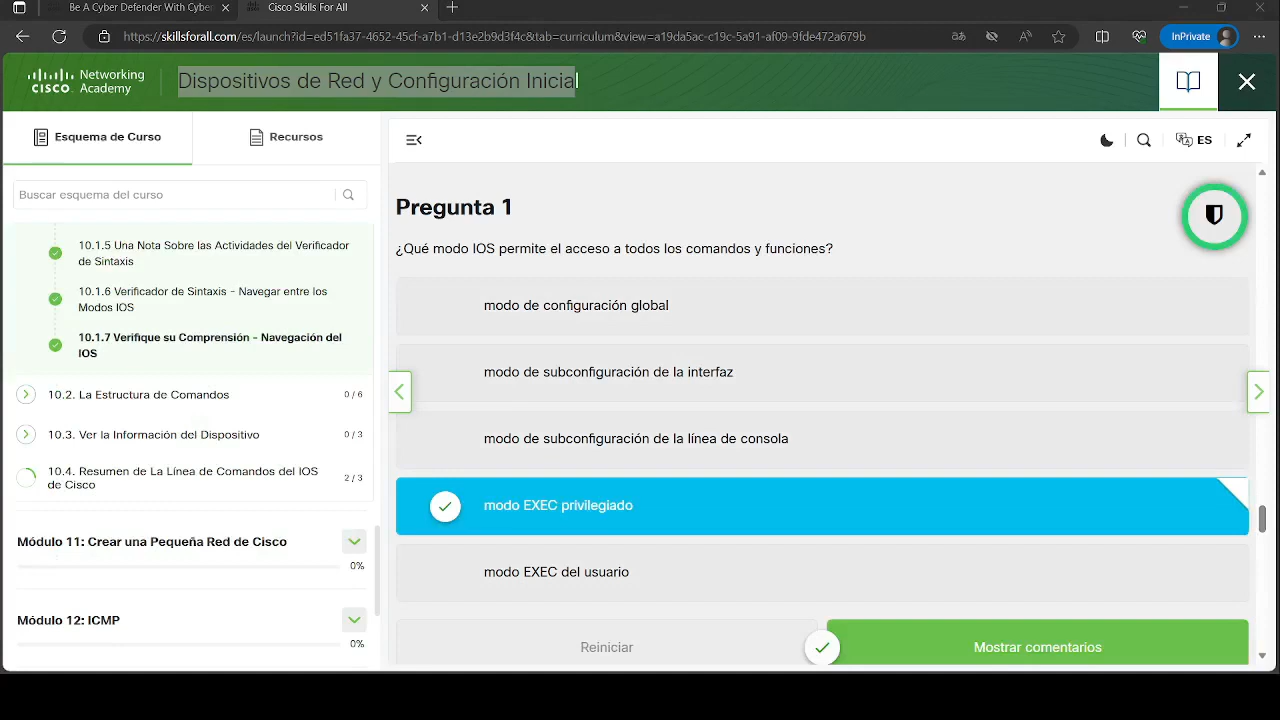 Be A Cyber Defender With Cyber
Cisco Skills For All
https://skillsforall.com/es/launch?id=ed51fa37-4652-45cf-a7b1-d13e2b9d3f4c&tab=curriculum&view=a19da5ac-c19c-5a91-af09-9fde472a679b
InPrivate
Networking
CISCO Academy
Dispositivos de Red y Configuración Inicial
Esquema de Curso
Recursos
ES
Buscar esquema del curso
10.1.5 Una Nota Sobre las Actividades del Verificador
de Sintaxis
10.1.6 Verificador de Sintaxis - Navegar entre los
Modos IOS
10.1.7 Verifique su Comprensión - Navegación del
IOS
10.2. La Estructura de Comandos
0 / 6
10.3. Ver la Información del Dispositivo
0 / 3
10.4. Resumen de La Línea de Comandos del IOS
de Cisco
2 / 3
Módulo 11: Crear una Pequeña Red de Cisco
0%
Módulo 12: ICMP
0%
Pregunta 1
¿Qué modo IOS permite el acceso a todos los comandos y funciones?
modo de configuración global
modo de subconfiguración de la interfaz
modo de subconfiguración de la línea de consola
modo EXEC privilegiado
modo EXEC del usuario
Reiniciar
Mostrar comentarios